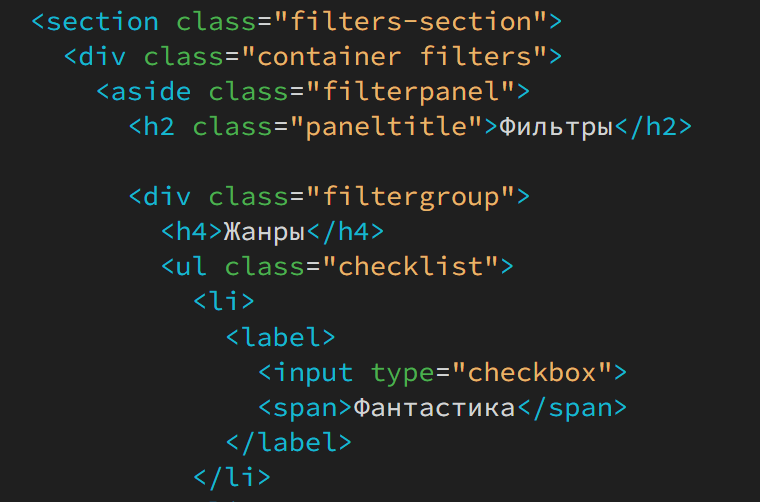 <section class="filters-section">
<div class="container filters">
<aside class="filterpanel">
<h2 class="paneltitle">Фильтры</h2>
<div class="filtergroup">
<h4>Жанры</h4>
<ul class="checklist">
<li>
<label>
<input type="checkbox">
<span>Фантастика</span>
</label>
</li>